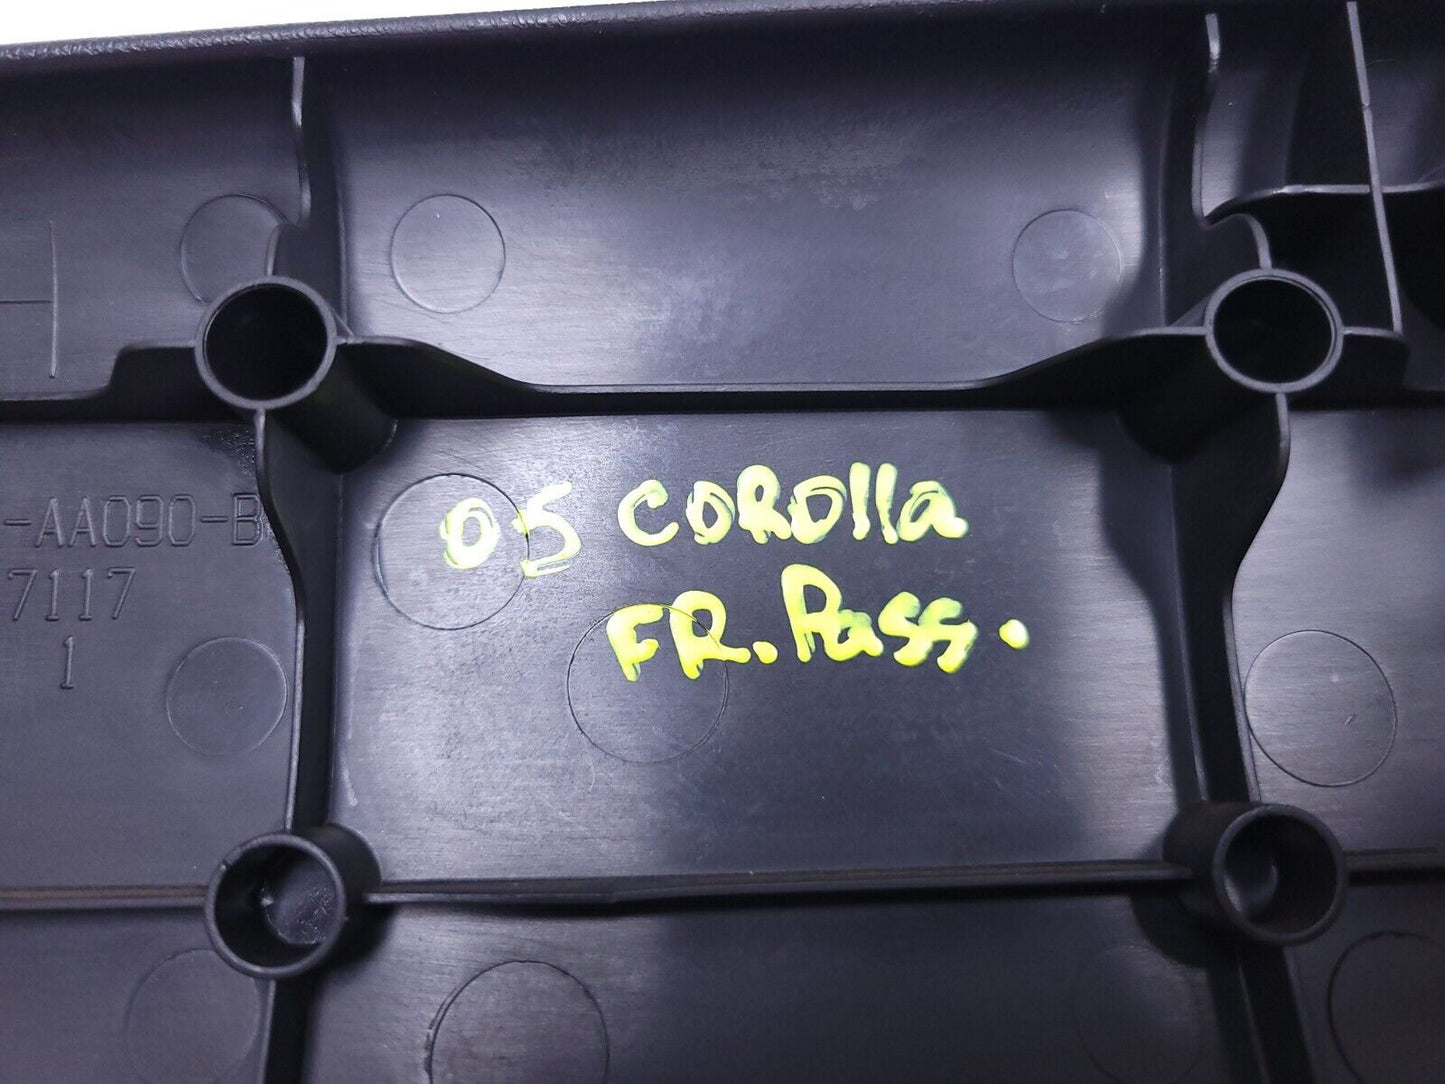 -AA090-B
7117
1
05 COROlla
FR. Pass.